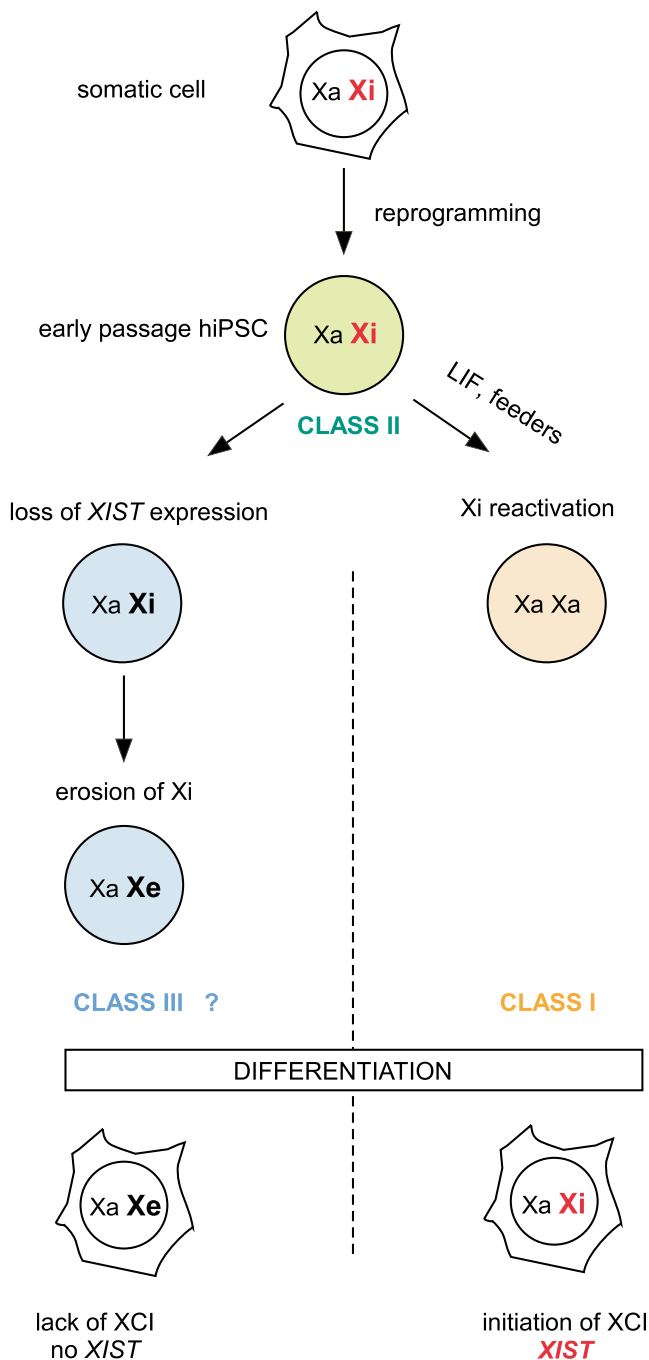 somatic cell
Xa Xi
reprogramming
early passage hiPSC
Xa Xi
CLASS II
LIF, feeders
loss of XIST expression
Xi reactivation
Xa Xi
Xa Xa
erosion of Xi
Xa Xe
CLASS III ?
CLASS I
DIFFERENTIATION
Xa Xe
Xa Xi
lack of XCI
no XIST
initiation of XCI
XIST